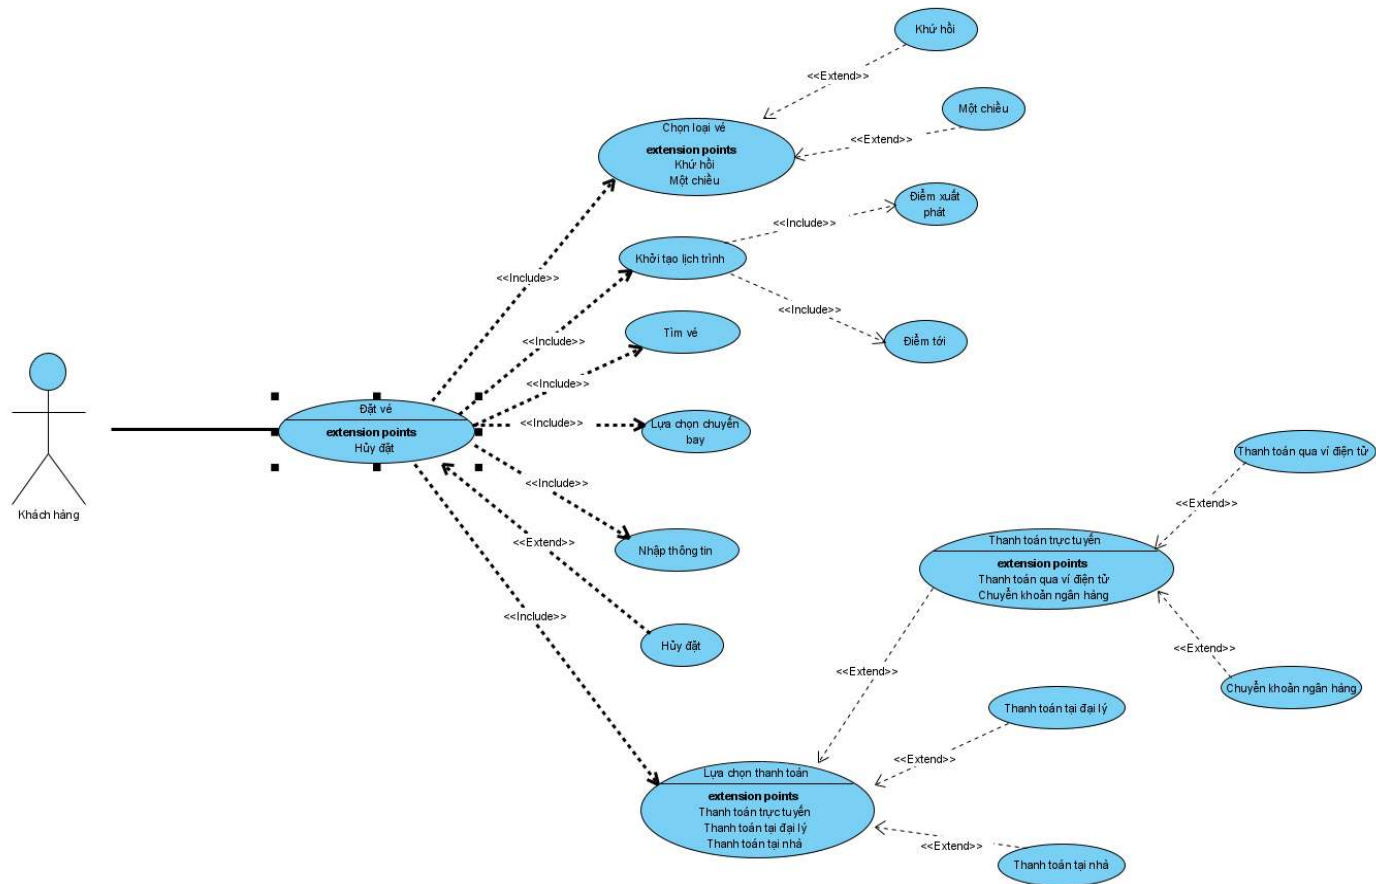 Khứ hồi
<<Extend>>
Một chiều
<<Extend>>
Chọn loại vé
extension points
Khứ hồi
Một chiều
Điểm xuất
phát
<<Include>>
Khởi tạo lịch trình
<<Include>>
<<Include>>
Điểm tới
Tìm vé
<<Include>>
<<Include>>
Đặt vé
extension points
Hủy đặt
<<Include>>
Lựa chọn chuyến
bay
Khách hàng
<<Include>>
Nhập thông tin
<<Extend>>
Hủy đặt
<<Include>>
Thanh toán qua ví điện tử
<<Extend>>
Thanh toán trực tuyến
extension points
Thanh toán qua ví điện tử
Chuyển khoản ngân hàng
<<Extend>>
Chuyển khoản ngân hàng
<<Extend>>
Thanh toán tại đại lý
<<Extend>>
Lựa chọn thanh toán
extension points
Thanh toán trực tuyến
Thanh toán tại đại lý
Thanh toán tại nhà
<<Extend>>
Thanh toán tại nhà